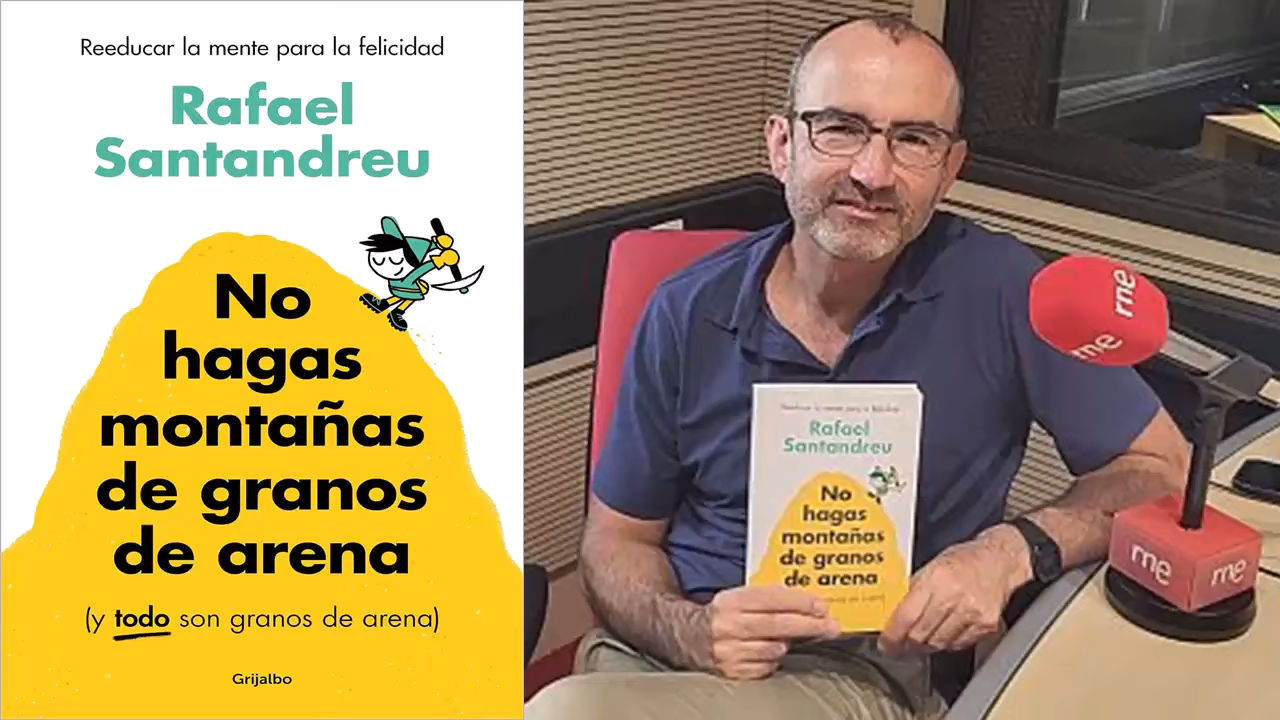 Reeducar la mente para la felicidad
Rafael
Santandreu
No
hagas
montañas
de granos
de arena
(y todo son granos de arena)
Grijalbo
Rafael
Santandreu
No
hagas
montañas
de granos
de arena
rne
rne
rne
rne